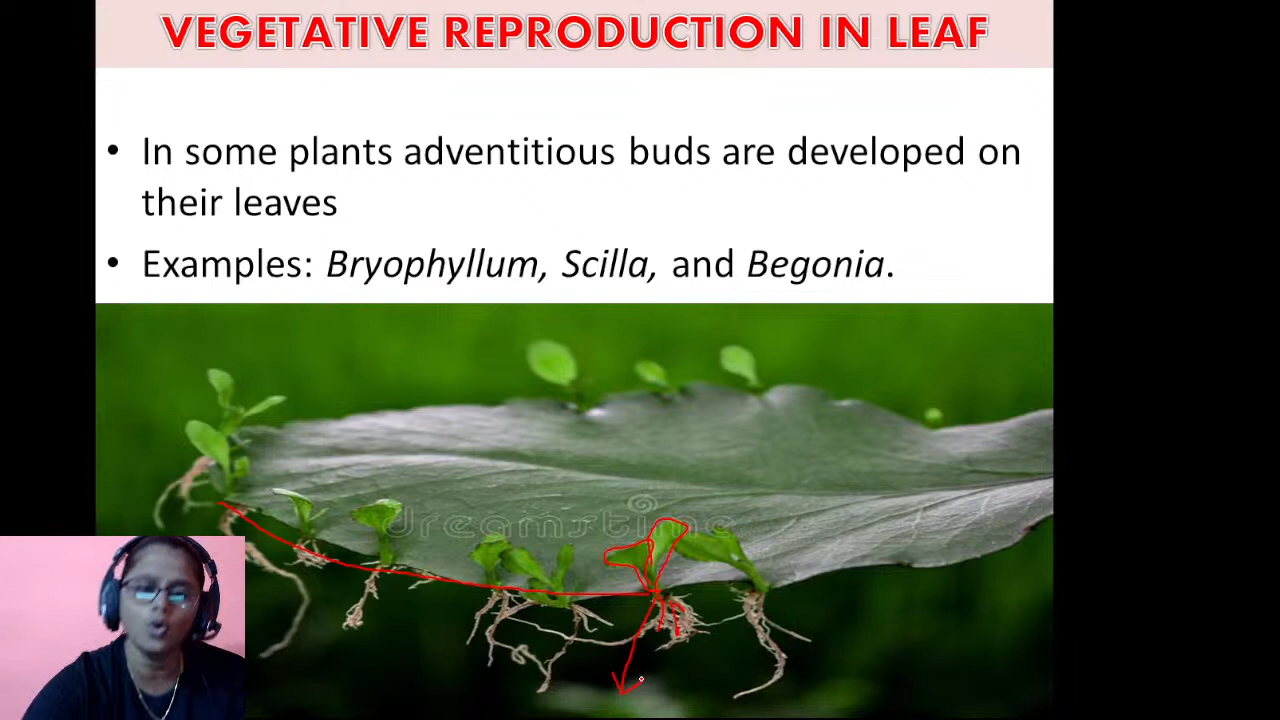 VEGETATIVE REPRODUCTION IN LEAF
• In some plants adventitious buds are developed on
their leaves
• Examples: Bryophyllum, Scilla, and Begonia.
dreamstime